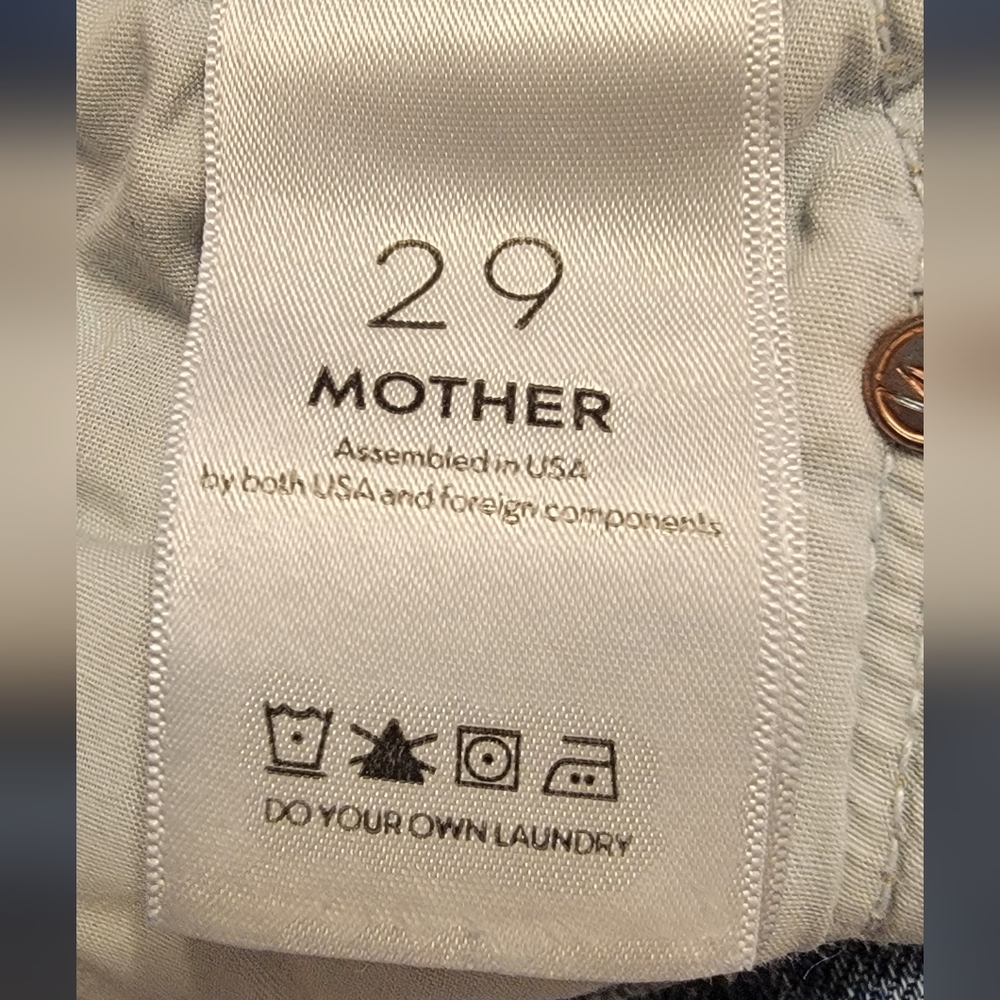 29
MOTHER
Assembled in USA
by both USA and foreign components
DO YOUR OWN LAUNDRY